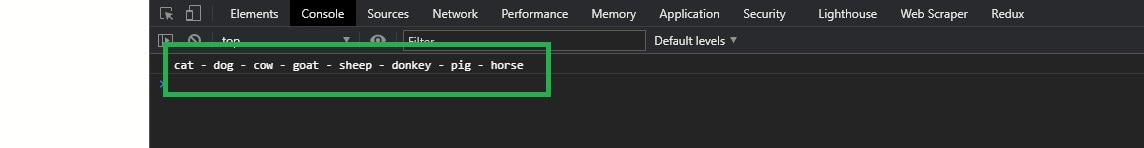 Elements Console Sources Network Performance Memory Application Security Lighthouse Web Scraper Redux
top Filter Default levels
cat - dog - cow - goat - sheep - donkey - pig - horse